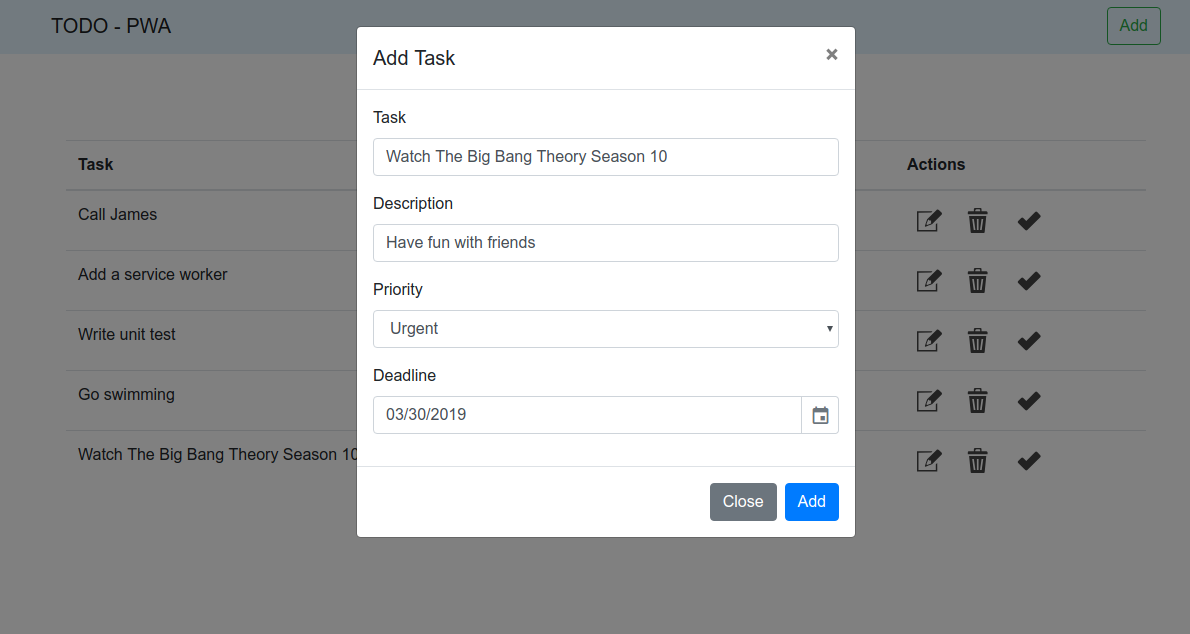 TODO - PWA
Add
Add Task
×
Task
Watch The Big Bang Theory Season 10
Description
Have fun with friends
Priority
Urgent
Deadline
03/30/2019
Close Add
Task Actions
Call James
Add a service worker
Write unit test
Go swimming
Watch The Big Bang Theory Season 10